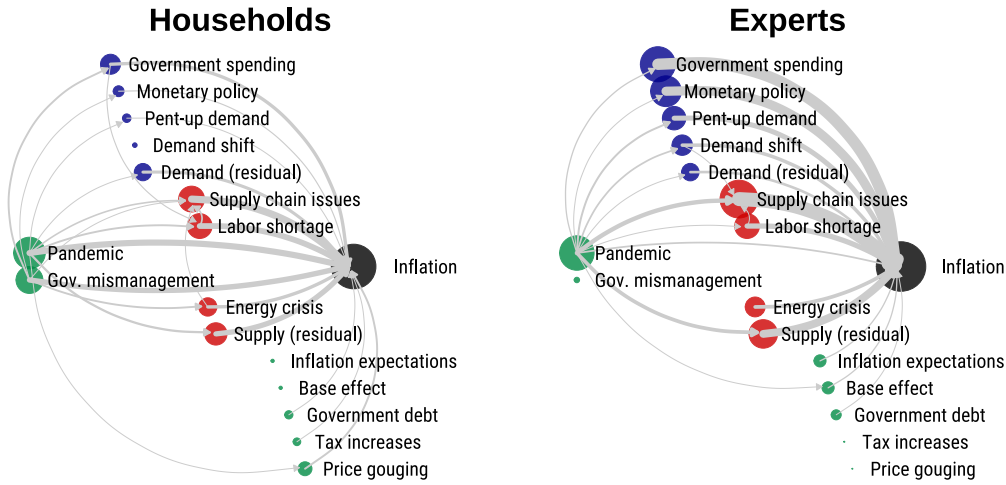 Households
Government spending
Monetary policy
Pent-up demand
Demand shift
Demand (residual)
Supply chain issues
Labor shortage
Pandemic
Inflation
Gov. mismanagement
Energy crisis
Supply (residual)
Inflation expectations
Base effect
Government debt
Tax increases
Price gouging
Experts
Government spending
Monetary policy
Pent-up demand
Demand shift
Demand (residual)
Supply chain issues
Labor shortage
Pandemic
Inflation
Gov. mismanagement
Energy crisis
Supply (residual)
Inflation expectations
Base effect
Government debt
Tax increases
Price gouging